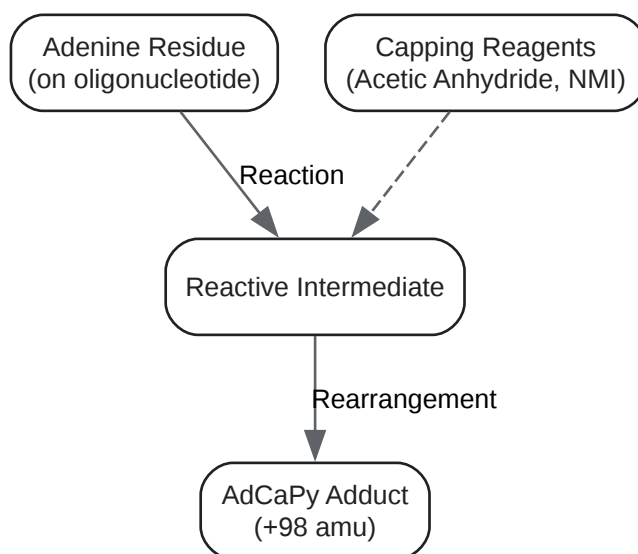 Adenine Residue
(on oligonucleotide)
Capping Reagents
(Acetic Anhydride, NMI)
Reaction
Reactive Intermediate
Rearrangement
AdCaPy Adduct
(+98 amu)